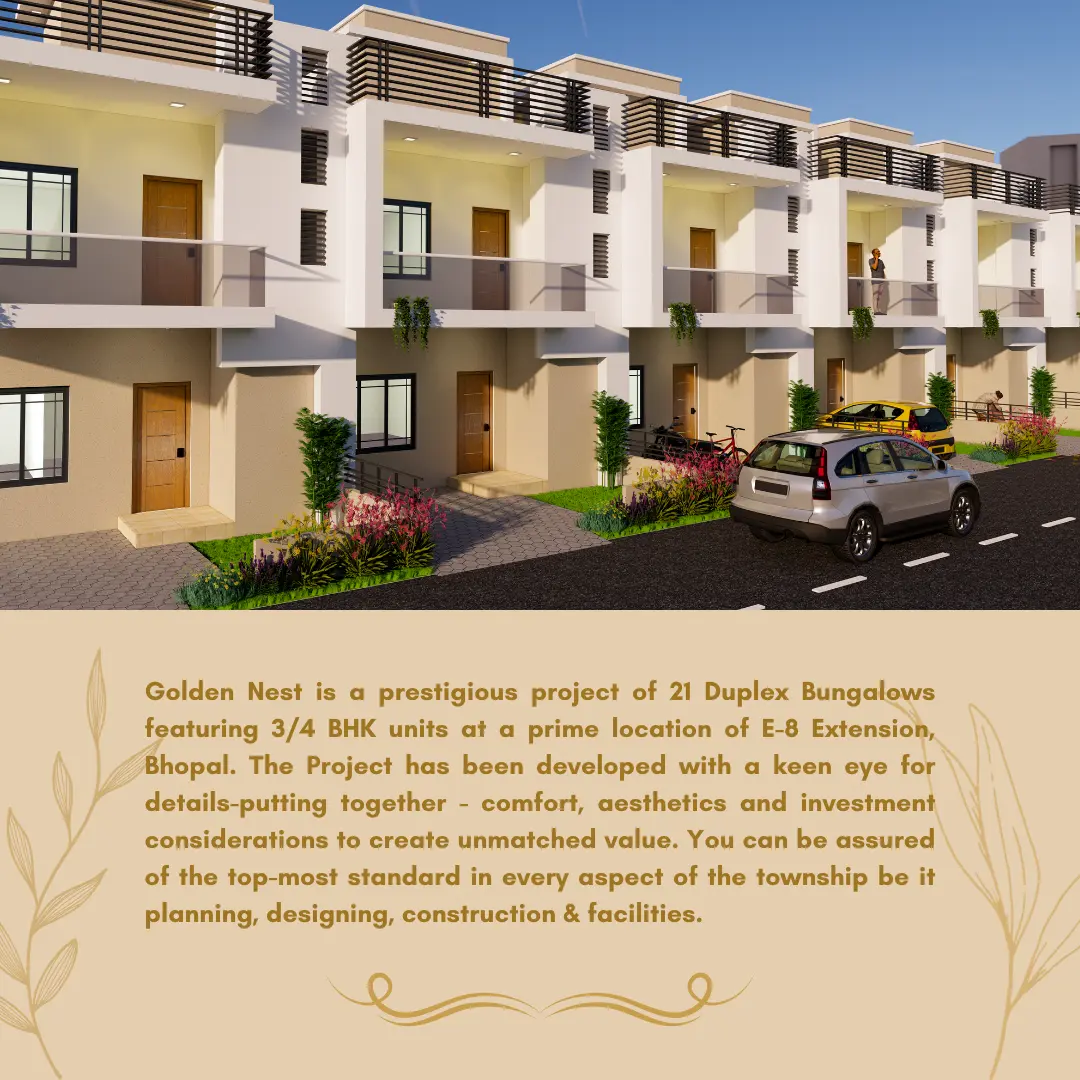 Golden Nest is a prestigious project of 21 Duplex Bungalows
featuring 3/4 BHK units at a prime location of E-8 Extension,
Bhopal. The Project has been developed with a keen eye for
details-putting together - comfort, aesthetics and investment
considerations to create unmatched value. You can be assured
of the top-most standard in every aspect of the township be it
planning, designing, construction & facilities.